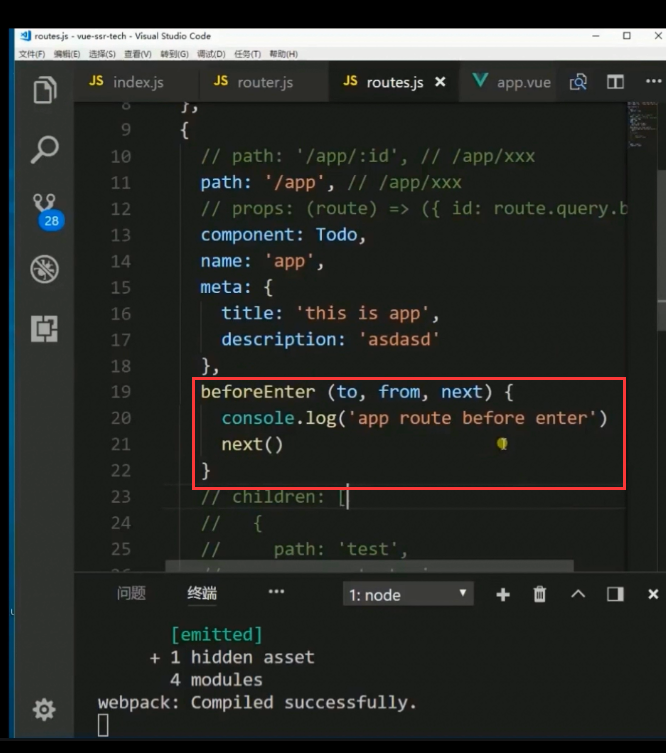 routes.js - vue-ssr-tech - Visual Studio Code
文件(F) 编辑(E) 选择(S) 查看(V) 转到(G) 调试(D) 任务(T) 帮助(H)
JS index.js JS router.js JS routes.js × app.vue ···
8 },
9 {
10 // path: '/app/:id', // /app/xxx
11 path: '/app', // /app/xxx
12 // props: (route) => ({ id: route.query.b
13 component: Todo,
14 name: 'app',
15 meta: {
16 title: 'this is app',
17 description: 'asdasd'
18 },
19 beforeEnter (to, from, next) {
20 console.log('app route before enter')
21 next()
22 }
23 // children: [
24 // {
25 // path: 'test',
28
问题 终端 ··· 1: node
[emitted]
+ 1 hidden asset
4 modules
webpack: Compiled successfully.